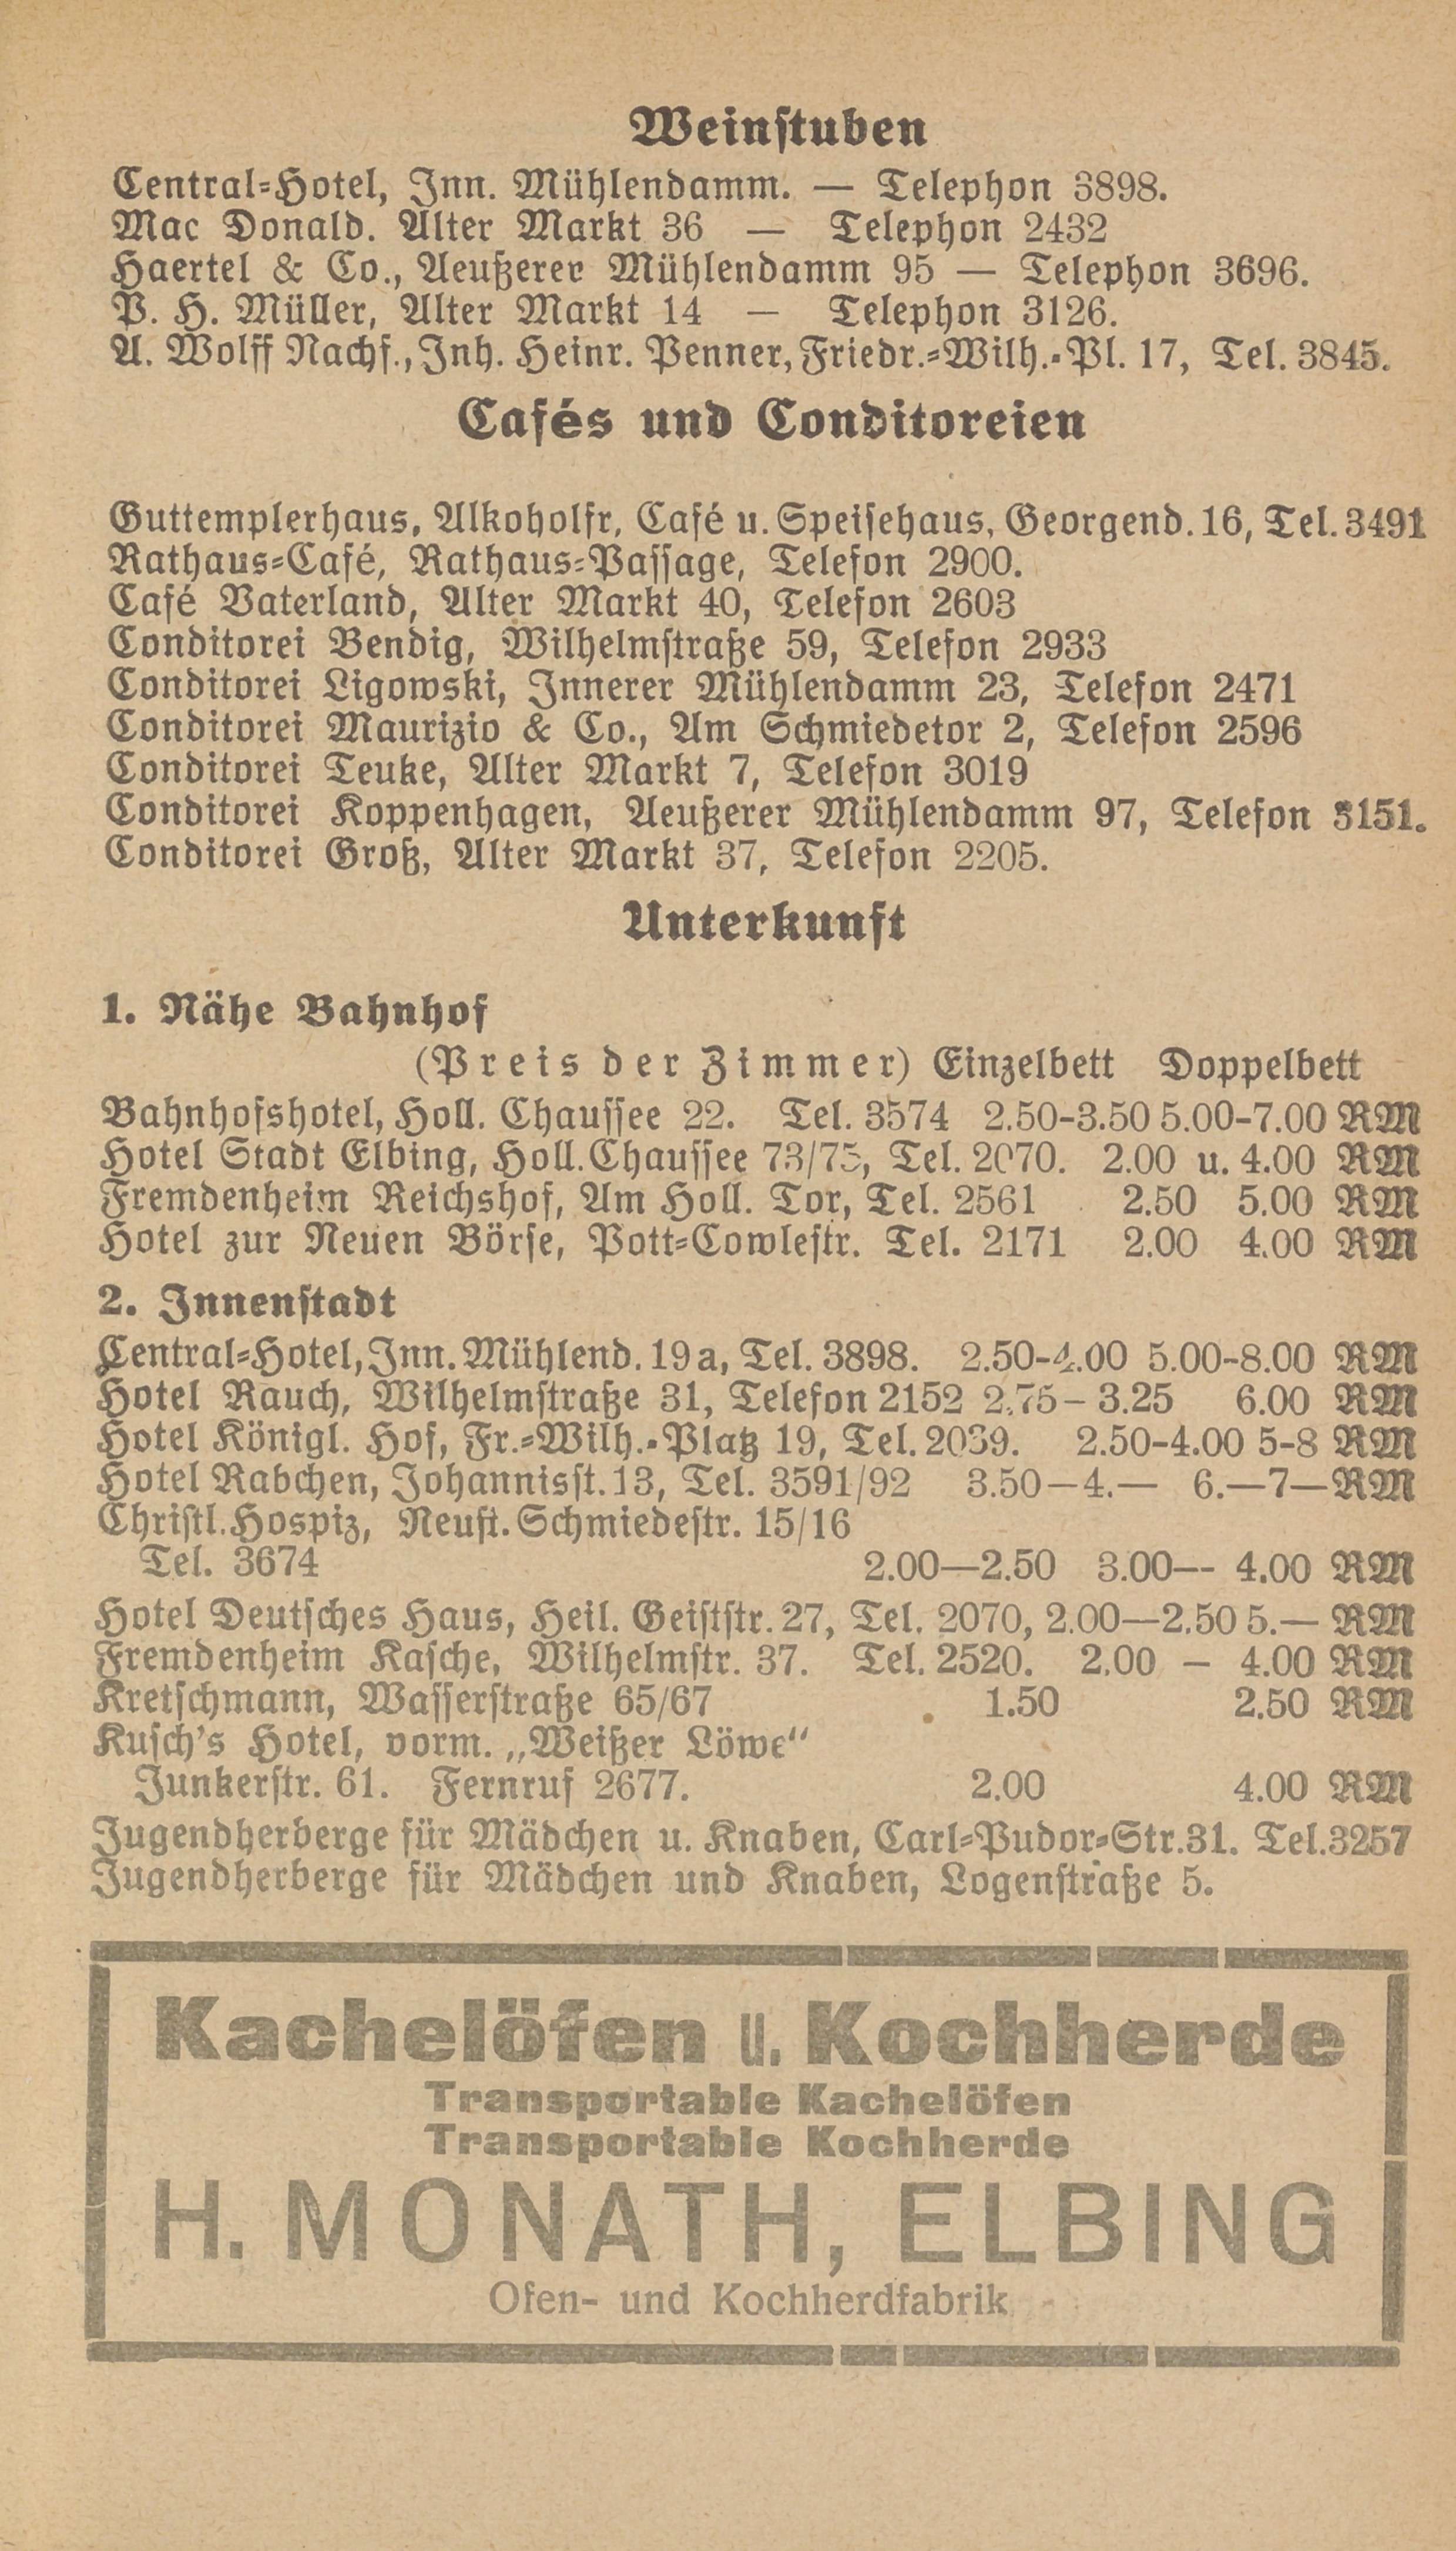 Weinstuben
Central-Hotel, Inn. Mühlendamm. — Telephon 3898.
Mac Donald. Alter Markt 36 — Telephon 2432
Haertel & Co., Aeußerer Mühlendamm 95 — Telephon 3696.
P. H. Müller, Alter Markt 14 — Telephon 3126.
A. Wolff Nachf., Inh. Heinr. Penner, Friedr.-Wilh.-Pl. 17, Tel. 3845.
Cafés und Conditoreien
Guttemplerhaus, Alkoholfr. Café u. Speisehaus, Georgend. 16, Tel. 3491
Rathaus-Café, Rathaus-Passage, Telefon 2900.
Café Vaterland, Alter Markt 40, Telefon 2603
Conditorei Bendig, Wilhelmstraße 59, Telefon 2933
Conditorei Ligowski, Innerer Mühlendamm 23, Telefon 2471
Conditorei Maurizio & Co., Am Schmiedetor 2, Telefon 2596
Conditorei Teuke, Alter Markt 7, Telefon 3019
Conditorei Koppenhagen, Aeußerer Mühlendamm 97, Telefon 3151.
Conditorei Groß, Alter Markt 37, Telefon 2205.
Unterkunft
1. Nähe Bahnhof
(Preis der Zimmer) Einzelbett Doppelbett
Bahnhofshotel, Holl. Chaussee 22. Tel. 3574 2.50-3.50 5.00-7.00 RM
Hotel Stadt Elbing, Holl. Chaussee 73/75, Tel. 2070. 2.00 u. 4.00 RM
Fremdenheim Reichshof, Am Holl. Tor, Tel. 2561 2.50 5.00 RM
Hotel zur Neuen Börse, Pott-Cowlestr. Tel. 2171 2.00 4.00 RM
2. Innenstadt
Central-Hotel, Inn. Mühlend. 19a, Tel. 3898. 2.50-4.00 5.00-8.00 RM
Hotel Rauch, Wilhelmstraße 31, Telefon 2152 2.75 – 3.25 6.00 RM
Hotel Königl. Hof, Fr.-Wilh.-Platz 19, Tel. 2039. 2.50-4.00 5-8 RM
Hotel Rabchen, Johannisst. 13, Tel. 3591/92 3.50—4.— 6.—7—RM
Christl. Hospiz, Neust. Schmiedestr. 15/16
Tel. 3674 2.00—2.50 3.00-- 4.00 RM
Hotel Deutsches Haus, Heil. Geiststr. 27, Tel. 2070, 2.00—2.50 5.— RM
Fremdenheim Kasche, Wilhelmstr. 37. Tel. 2520. 2.00 – 4.00 RM
Kretschmann, Wasserstraße 65/67 1.50 2.50 RM
Kusch's Hotel, vorm. „Weißer Löwe“
Junkerstr. 61. Fernruf 2677. 2.00 4.00 RM
Jugendherberge für Mädchen u. Knaben, Carl-Pudor-Str. 31. Tel. 3257
Jugendherberge für Mädchen und Knaben, Logenstraße 5.
Kachelöfen u. Kochherde
Transportable Kachelöfen
Transportable Kochherde
H. MONATH, ELBING
Ofen- und Kochherdfabrik